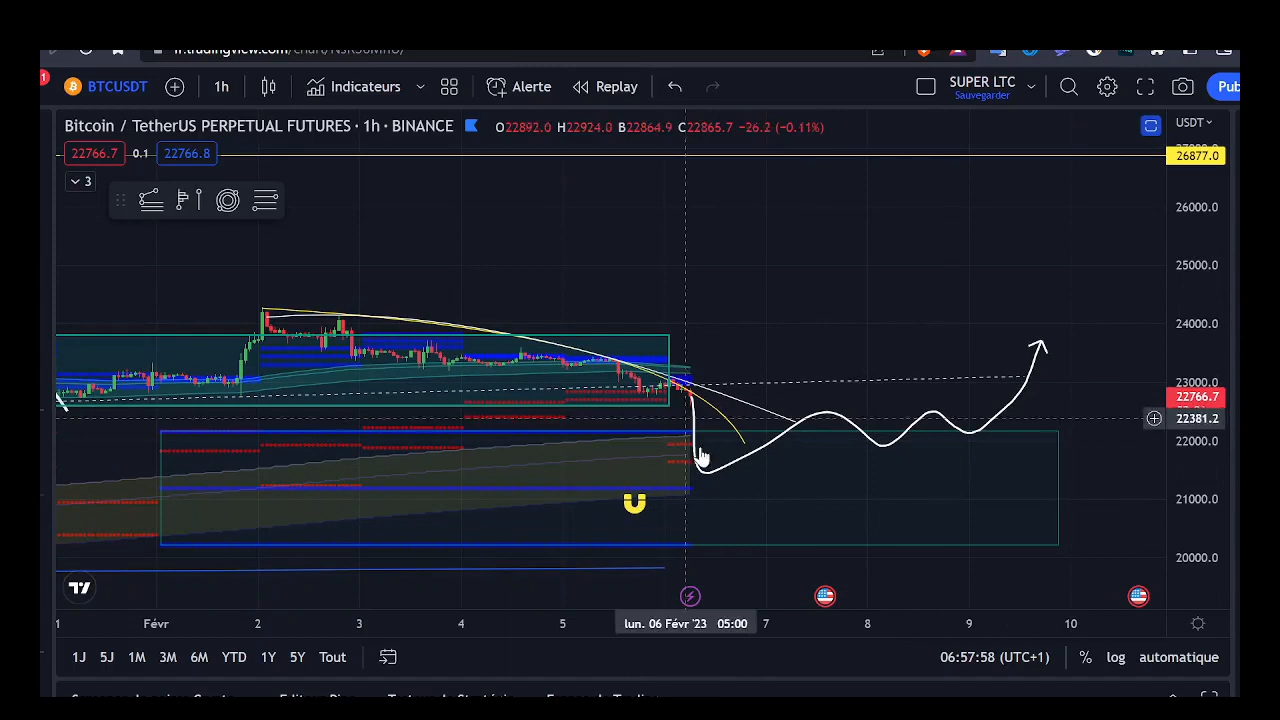 BTCUSDT 1h Indicateurs Alerte Replay SUPER LTC Pub
Sauvegarder
Bitcoin / TetherUS PERPETUAL FUTURES · 1h · BINANCE O22892.0 H22924.0 B22864.9 C22865.7 −26.2 (−0.11%) USDT
22766.7 0.1 22766.8
26877.0
3
26000.0
25000.0
24000.0
23000.0
22766.7
22381.2
22000.0
21000.0
20000.0
1 Févr 2 3 4 5 lun. 06 Févr '23 05:00 7 8 9 10
1J 5J 1M 3M 6M YTD 1Y 5Y Tout 06:57:58 (UTC+1) % log automatique